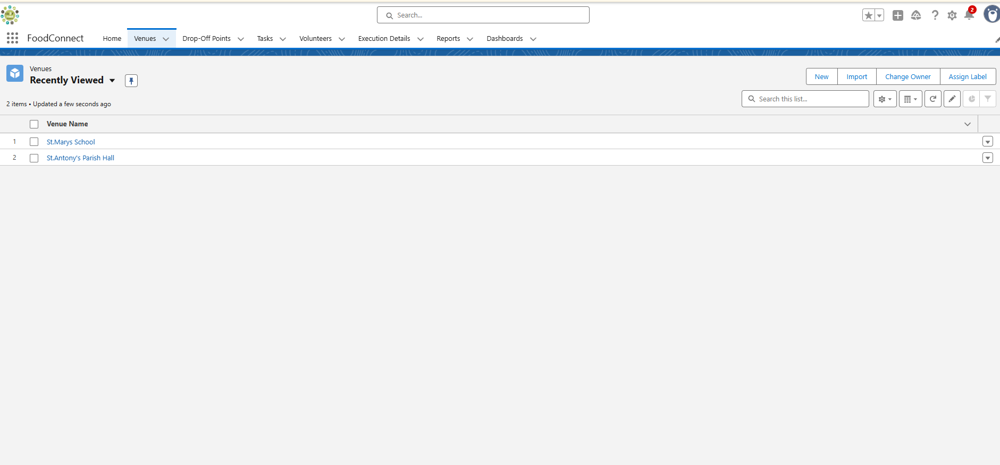 Search...
2
FoodConnect
Home
Venues
Drop-Off Points
Tasks
Volunteers
Execution Details
Reports
Dashboards
Venues
Recently Viewed
New
Import
Change Owner
Assign Label
2 items • Updated a few seconds ago
Search this list...
Venue Name
1 St.Marys School
2 St.Antony's Parish Hall